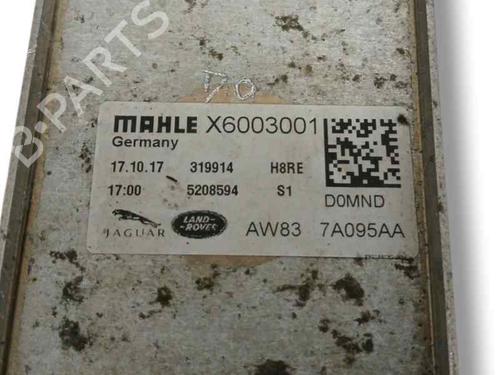 B-PARTS
DO
MAHLE X6003001
Germany
17.10.17 319914 H8RE
17:00 5208594 S1
D0MND
JAGUAR LAND-ROVER AW83 7A095AA